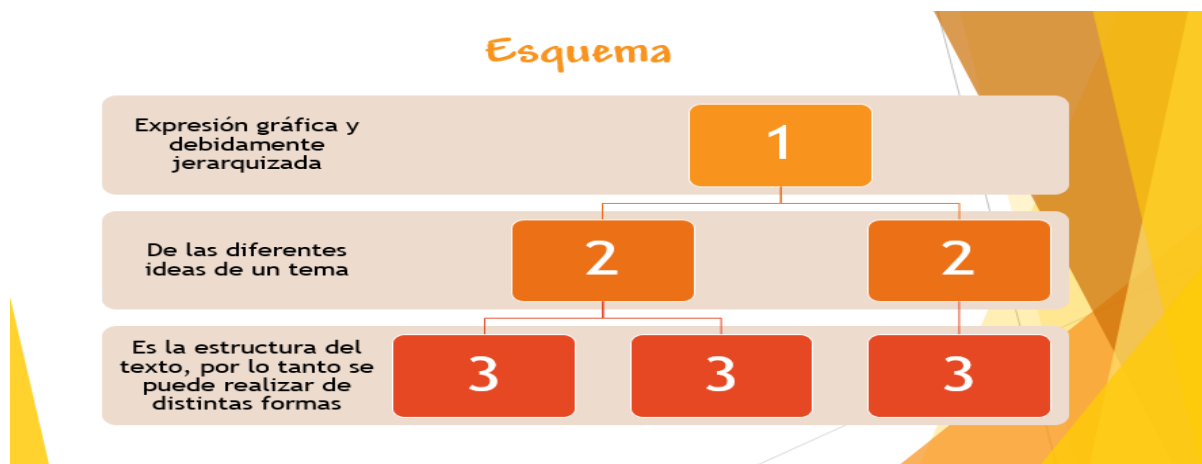 Esquema
Expresión gráfica y
debidamente
jerarquizada
1
De las diferentes
ideas de un tema
2
2
Es la estructura del
texto, por lo tanto se
puede realizar de
distintas formas
3
3
3